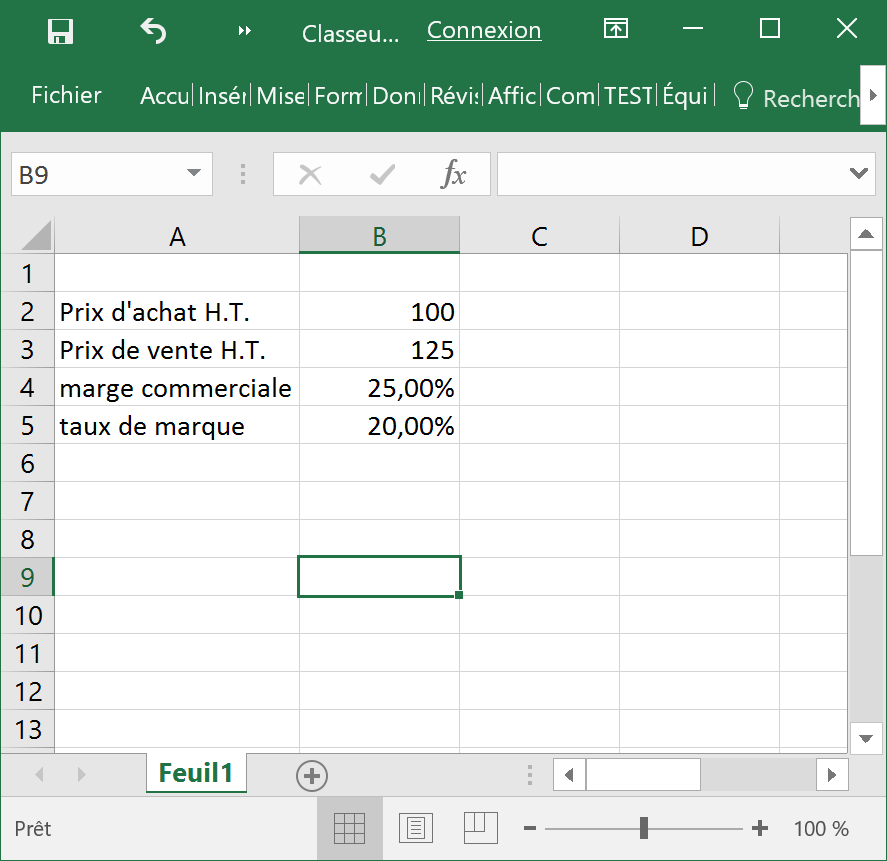 Classeu... Connexion
Fichier Accu Insér Mise Form Donn Révis Affic Com TEST Équi Recherch
B9 fx
A B C D
1
2 Prix d'achat H.T. 100
3 Prix de vente H.T. 125
4 marge commerciale 25,00%
5 taux de marque 20,00%
6
7
8
9
10
11
12
13
Feuil1
Prêt 100 %